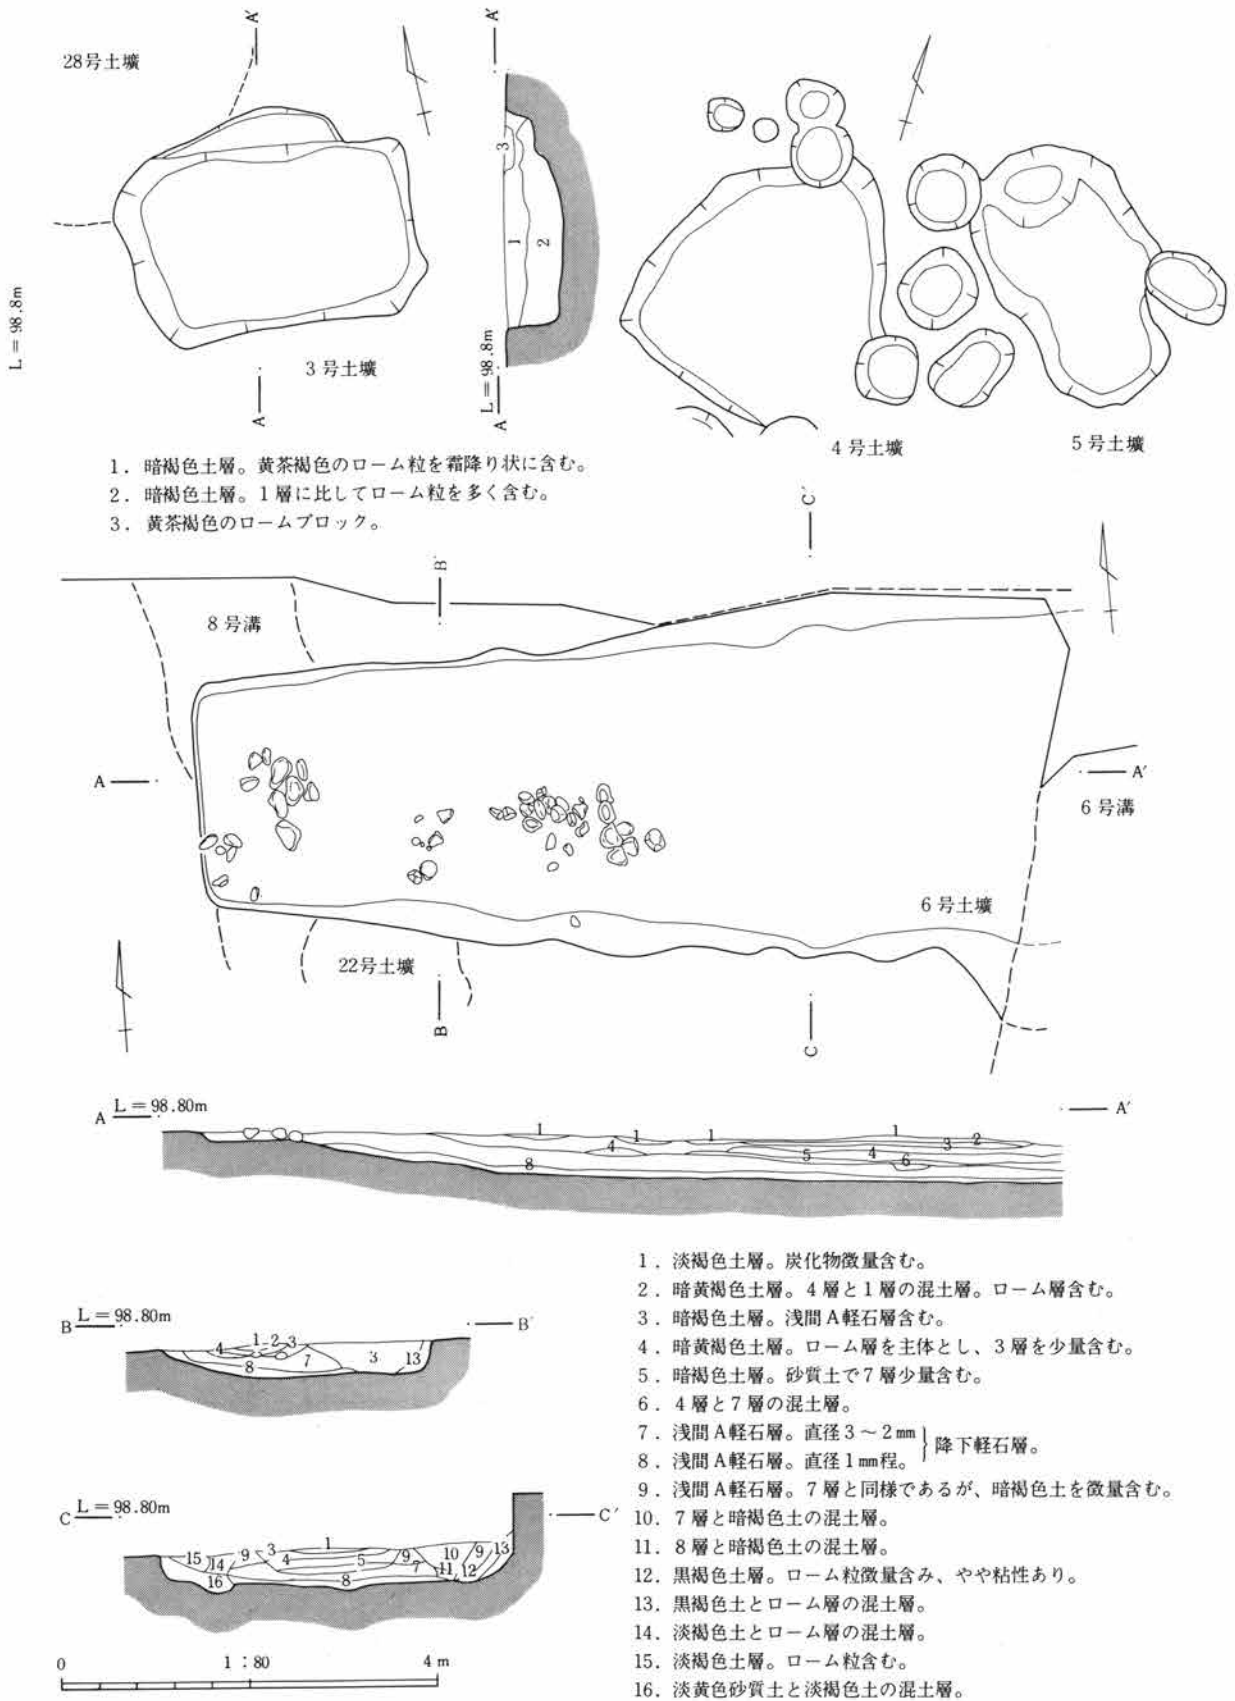 28号土壙
A′
A′
3
1
2
L＝98.8m
3号土壙
A
L＝98.8m
A
4号土壙
5号土壙
1．暗褐色土層。黄茶褐色のローム粒を霜降り状に含む。
2．暗褐色土層。1層に比してローム粒を多く含む。
3．黄茶褐色のロームブロック。
C′
B′
8号溝
A
A′
6号溝
6号土壙
22号土壙
B
C
A L＝98.80m
A′
1 1 1 1 2
4 5 4 3
8 6
B L＝98.80m
B′
4 1 2 3
8 7 3 13
C L＝98.80m
C′
15 14 9 3 1 9 10 9 13
16 4 5 7 11 12
8
0 1：80 4m
1．淡褐色土層。炭化物徴量含む。
2．暗黄褐色土層。4層と1層の混土層。ローム層含む。
3．暗褐色土層。浅間A軽石層含む。
4．暗黄褐色土層。ローム層を主体とし、3層を少量含む。
5．暗褐色土層。砂質土で7層少量含む。
6．4層と7層の混土層。
7．浅間A軽石層。直径3～2mm
8．浅間A軽石層。直径1mm程。
降下軽石層。
9．浅間A軽石層。7層と同様であるが、暗褐色土を徴量含む。
10．7層と暗褐色土の混土層。
11．8層と暗褐色土の混土層。
12．黒褐色土層。ローム粒徴量含み、やや粘性あり。
13．黒褐色土とローム層の混土層。
14．淡褐色土とローム層の混土層。
15．淡褐色土層。ローム粒含む。
16．淡黄色砂質土と淡褐色土の混土層。